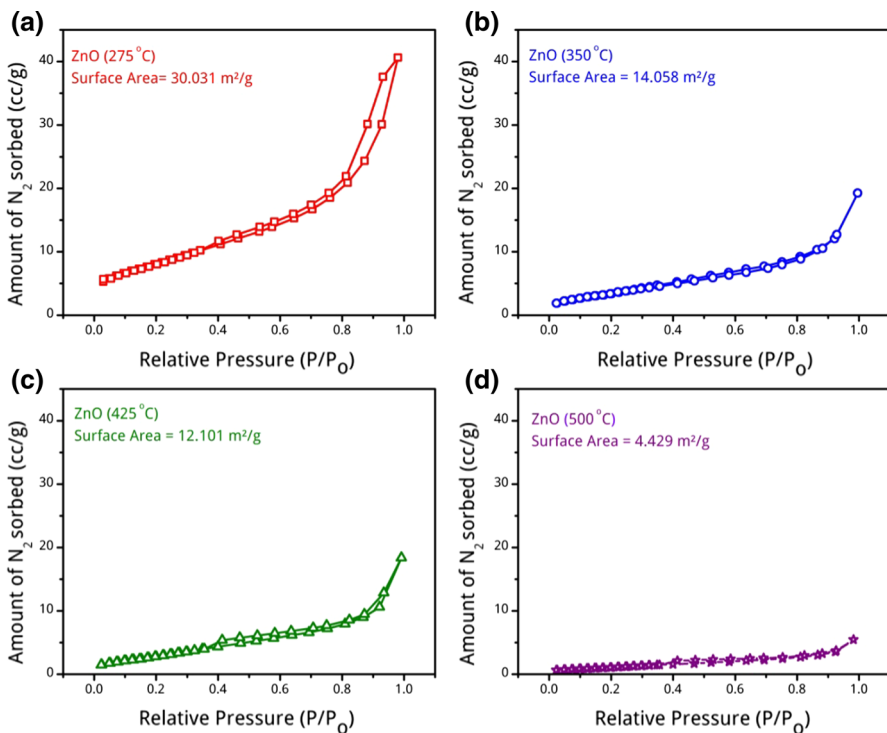 (a)
ZnO (275 °C)
Surface Area= 30.031 m²/g
Amount of N₂ sorbed (cc/g)
40
30
20
10
0
0.0 0.2 0.4 0.6 0.8 1.0
Relative Pressure (P/P₀)
(b)
ZnO (350 °C)
Surface Area = 14.058 m²/g
Amount of N₂ sorbed (cc/g)
40
30
20
10
0
0.0 0.2 0.4 0.6 0.8 1.0
Relative Pressure (P/P₀)
(c)
ZnO (425 °C)
Surface Area = 12.101 m²/g
Amount of N₂ sorbed (cc/g)
40
30
20
10
0
0.0 0.2 0.4 0.6 0.8 1.0
Relative Pressure (P/P₀)
(d)
ZnO (500 °C)
Surface Area = 4.429 m²/g
Amount of N₂ sorbed (cc/g)
40
30
20
10
0
0.0 0.2 0.4 0.6 0.8 1.0
Relative Pressure (P/P₀)